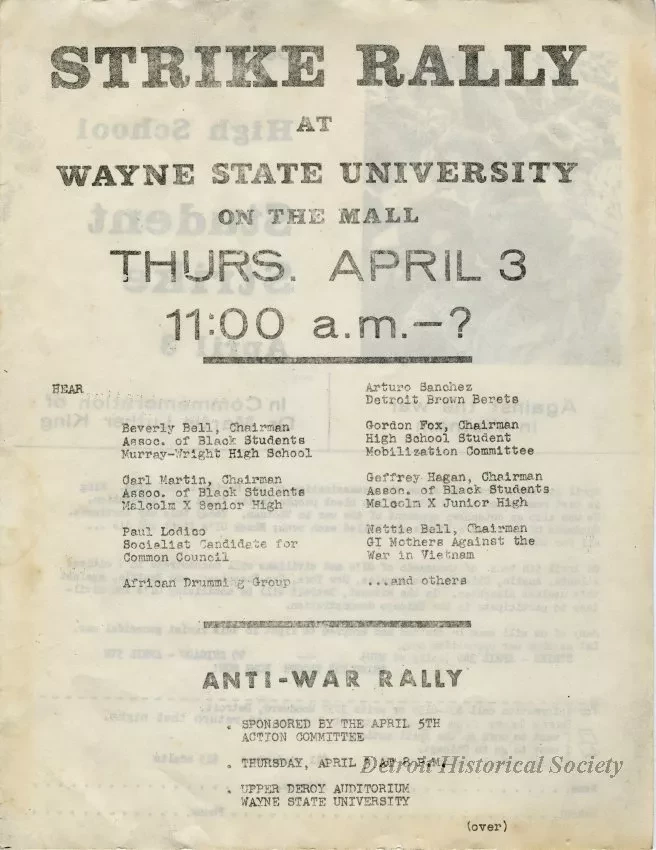 STRIKE RALLY
AT
WAYNE STATE UNIVERSITY
ON THE MALL
THURS. APRIL 3
11:00 a.m.—?
HEAR
Beverly Bell, Chairman
Assoc. of Black Students
Murray-Wright High School
Carl Martin, Chairman
Assoc. of Black Students
Malcolm X Senior High
Paul Lodico
Socialist Candidate for
Common Council
African Drumming Group
Arturo Sanchez
Detroit Brown Berets
Gordon Fox, Chairman
High School Student
Mobilization Committee
Geffrey Hagan, Chairman
Assoc. of Black Students
Malcolm X Junior High
Nettie Bell, Chairman
GI Mothers Against the
War in Vietnam
...and others
ANTI-WAR RALLY
. SPONSORED BY THE APRIL 5TH
ACTION COMMITTEE
. THURSDAY, APRIL 3) AT 8 P.M.
. UPPER DEROY AUDITORIUM
WAYNE STATE UNIVERSITY
Detroit Historical Society
(over)